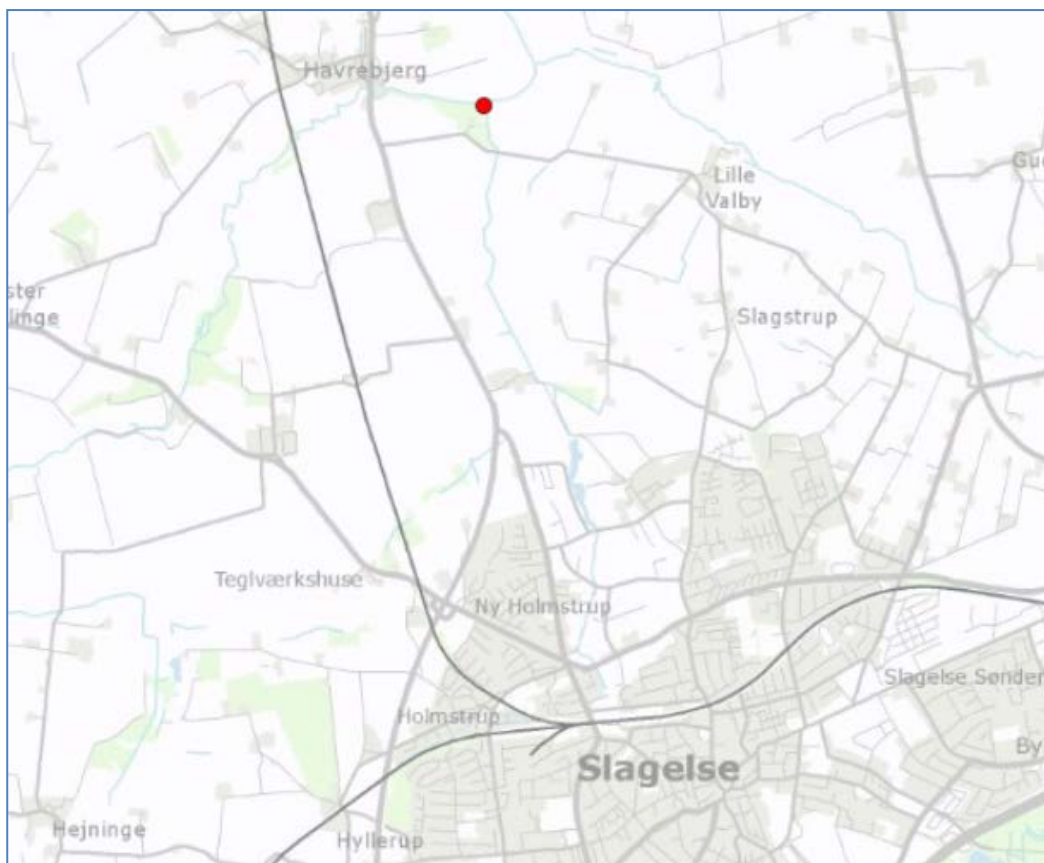 Havrebjerg
Lille
Valby
Slagstrup
Teglværkshuse
Ny Holmstrup
Slagelse Sønder
Holmstrup
Slagelse
Hejninge
Hyllerup